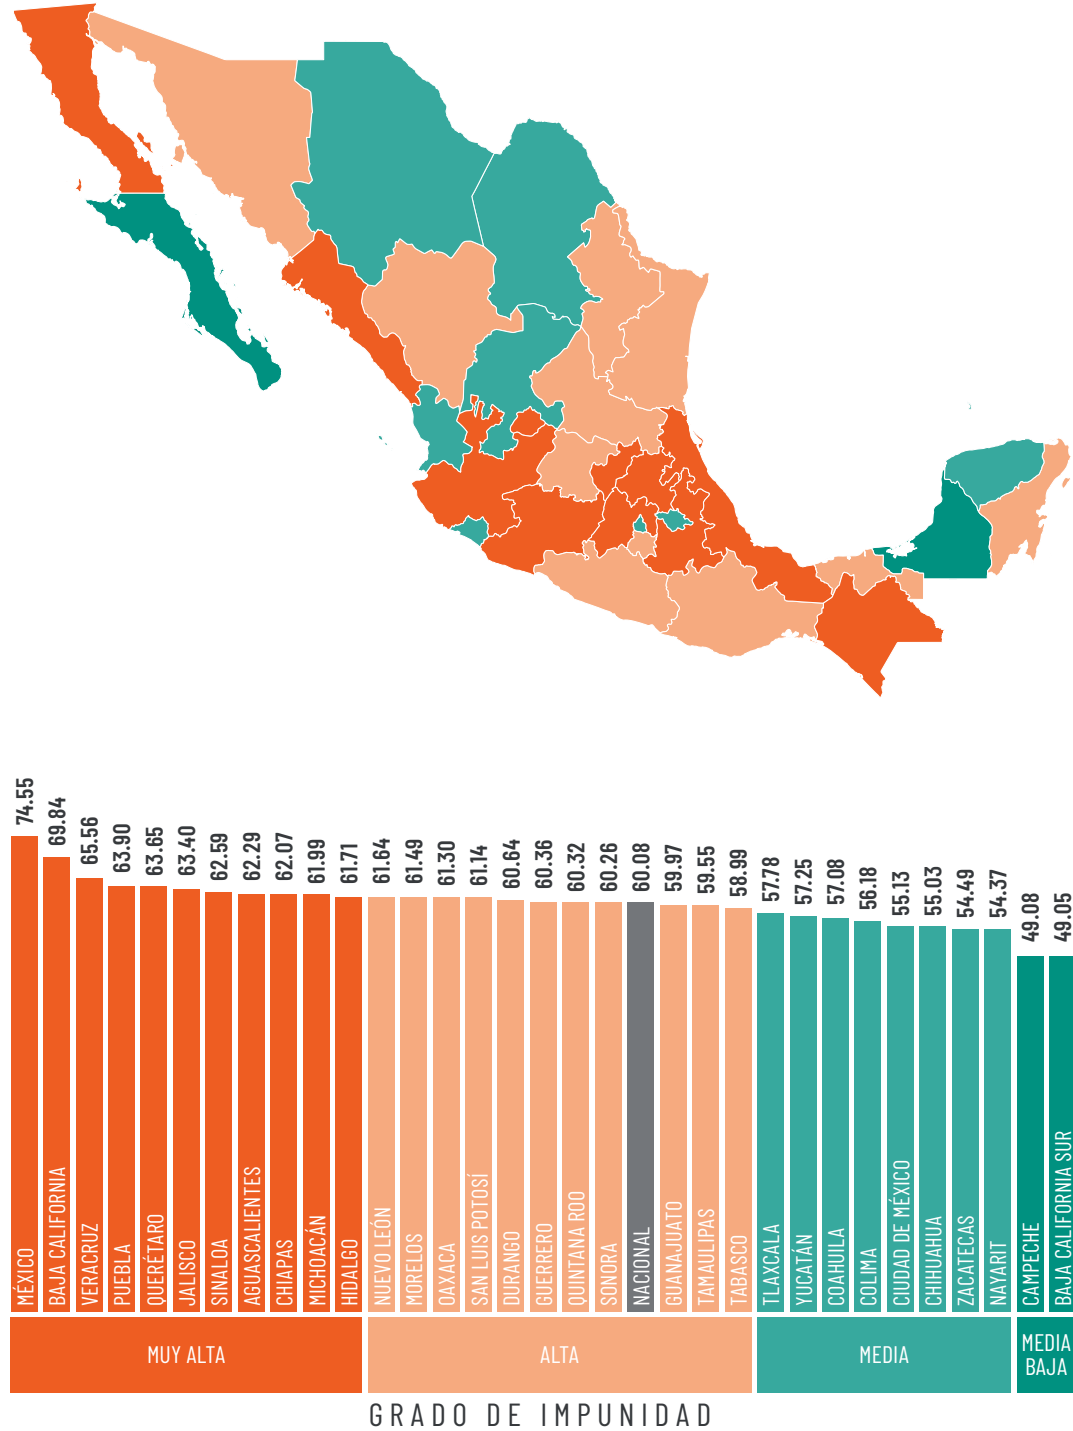 74.55
69.84
65.56
63.90
63.65
63.40
62.59
62.29
62.07
61.99
61.71
61.64
61.49
61.30
61.14
60.64
60.36
60.32
60.26
60.08
59.97
59.55
58.99
57.78
57.25
57.08
56.18
55.13
55.03
54.49
54.37
49.08
49.05
MÉXICO
BAJA CALIFORNIA
VERACRUZ
PUEBLA
QUERÉTARO
JALISCO
SINALOA
AGUASCALIENTES
CHIAPAS
MICHOACÁN
HIDALGO
NUEVO LEÓN
MORELOS
OAXACA
SAN LUIS POTOSÍ
DURANGO
GUERRERO
QUINTANA ROO
SONORA
NACIONAL
GUANAJUATO
TAMAULIPAS
TABASCO
TLAXCALA
YUCATÁN
COAHUILA
COLIMA
CIUDAD DE MÉXICO
CHIHUAHUA
ZACATECAS
NAYARIT
CAMPECHE
BAJA CALIFORNIA SUR
MUY ALTA
ALTA
MEDIA
MEDIA
BAJA
GRADO DE IMPUNIDAD